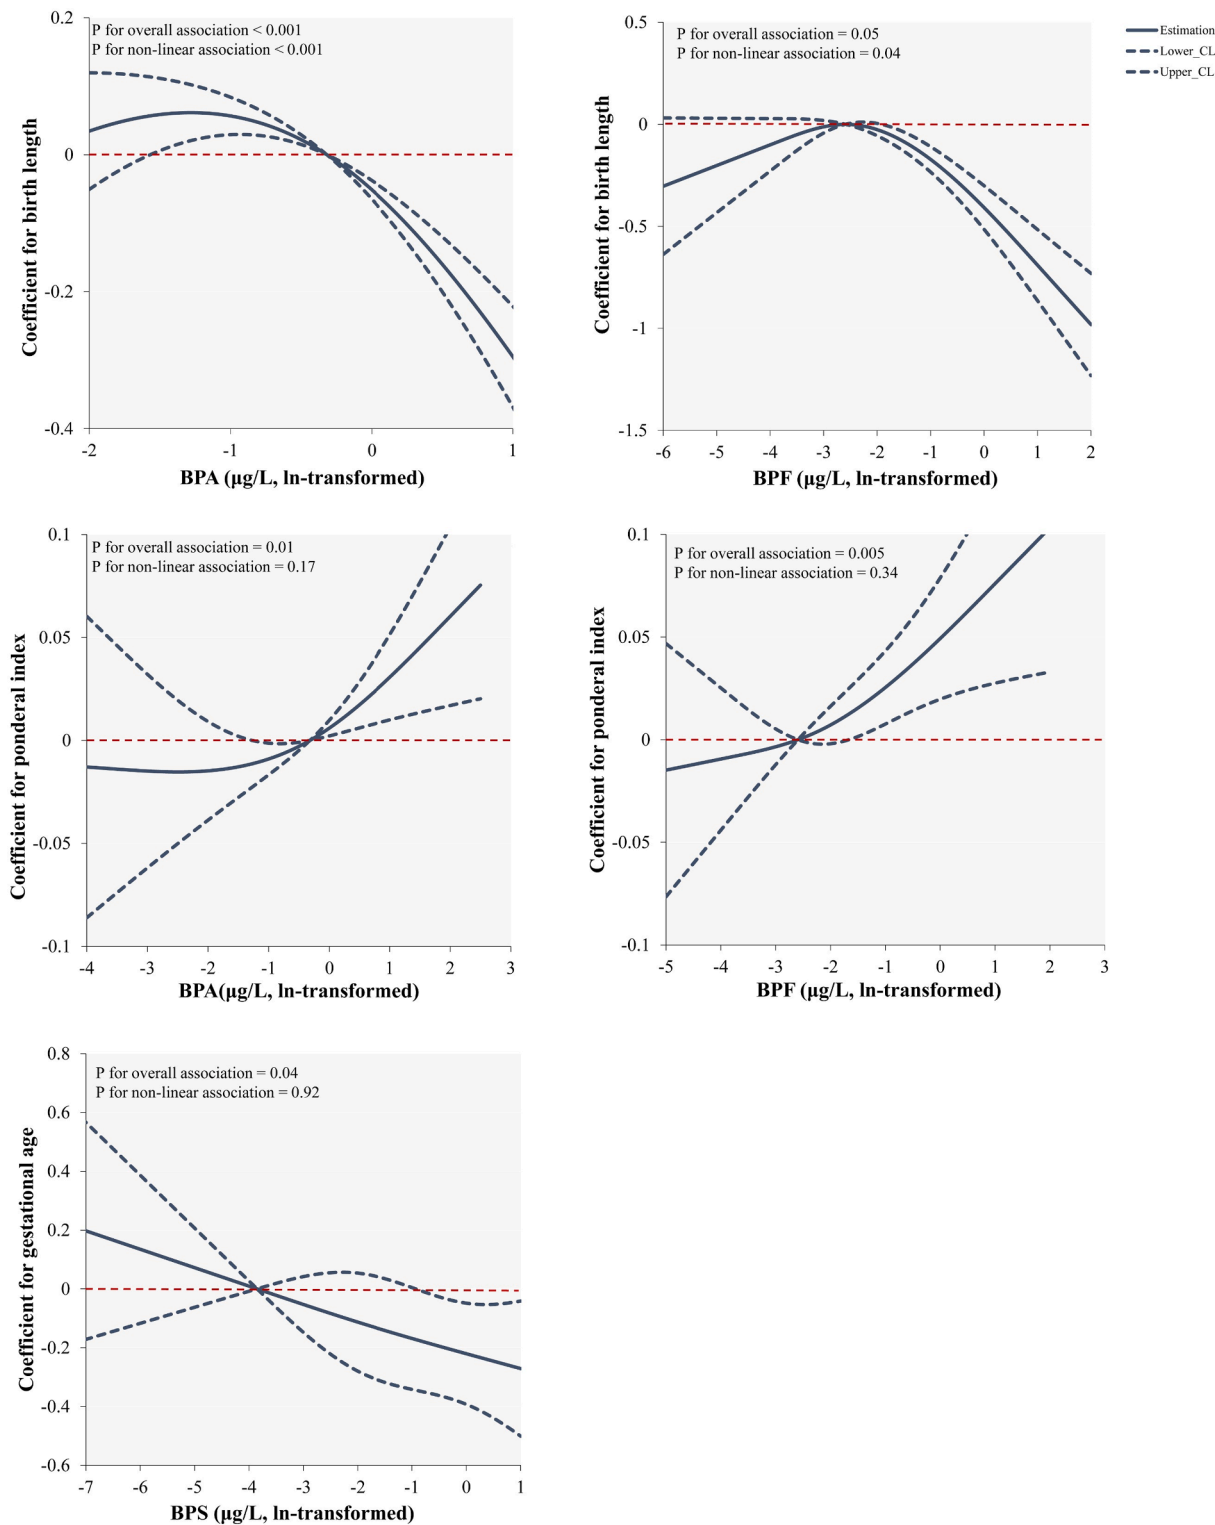 P for overall association < 0.001
P for non-linear association < 0.001
0.2
0
-0.2
-0.4
Coefficient for birth length
-2
-1
0
1
BPA (μg/L, ln-transformed)
P for overall association = 0.05
P for non-linear association = 0.04
0.5
0
-0.5
-1
-1.5
Coefficient for birth length
-6
-5
-4
-3
-2
-1
0
1
2
BPF (μg/L, ln-transformed)
Estimation
Lower_CL
Upper_CL
P for overall association = 0.01
P for non-linear association = 0.17
0.1
0.05
0
-0.05
-0.1
Coefficient for ponderal index
-4
-3
-2
-1
0
1
2
3
BPA(μg/L, ln-transformed)
P for overall association = 0.005
P for non-linear association = 0.34
0.1
0.05
0
-0.05
-0.1
Coefficient for ponderal index
-5
-4
-3
-2
-1
0
1
2
3
BPF (μg/L, ln-transformed)
P for overall association = 0.04
P for non-linear association = 0.92
0.8
0.6
0.4
0.2
0
-0.2
-0.4
-0.6
Coefficient for gestational age
-7
-6
-5
-4
-3
-2
-1
0
1
BPS (μg/L, ln-transformed)